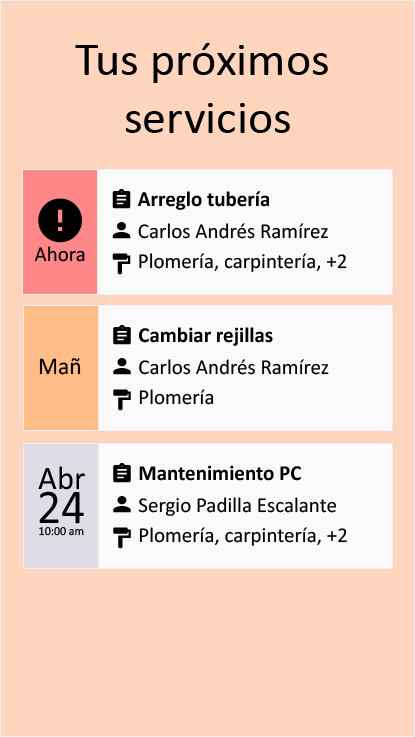 Tus próximos
servicios
Ahora
Arreglo tubería
Carlos Andrés Ramírez
Plomería, carpintería, +2
Mañ
Cambiar rejillas
Carlos Andrés Ramírez
Plomería
Abr
24
10:00 am
Mantenimiento PC
Sergio Padilla Escalante
Plomería, carpintería, +2